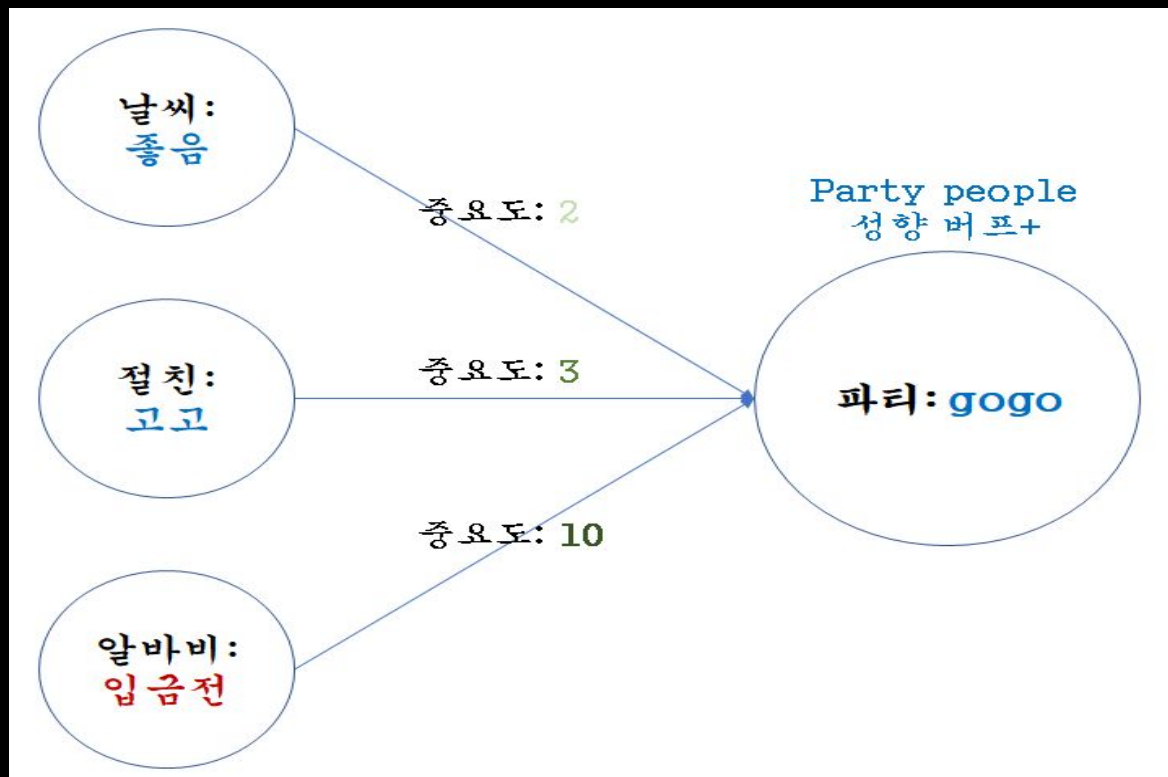 날씨:
좋음
중요도: 2
Party people
성향 버프+
절친:
고고
중요도: 3
파티: gogo
중요도: 10
알바비:
입금전